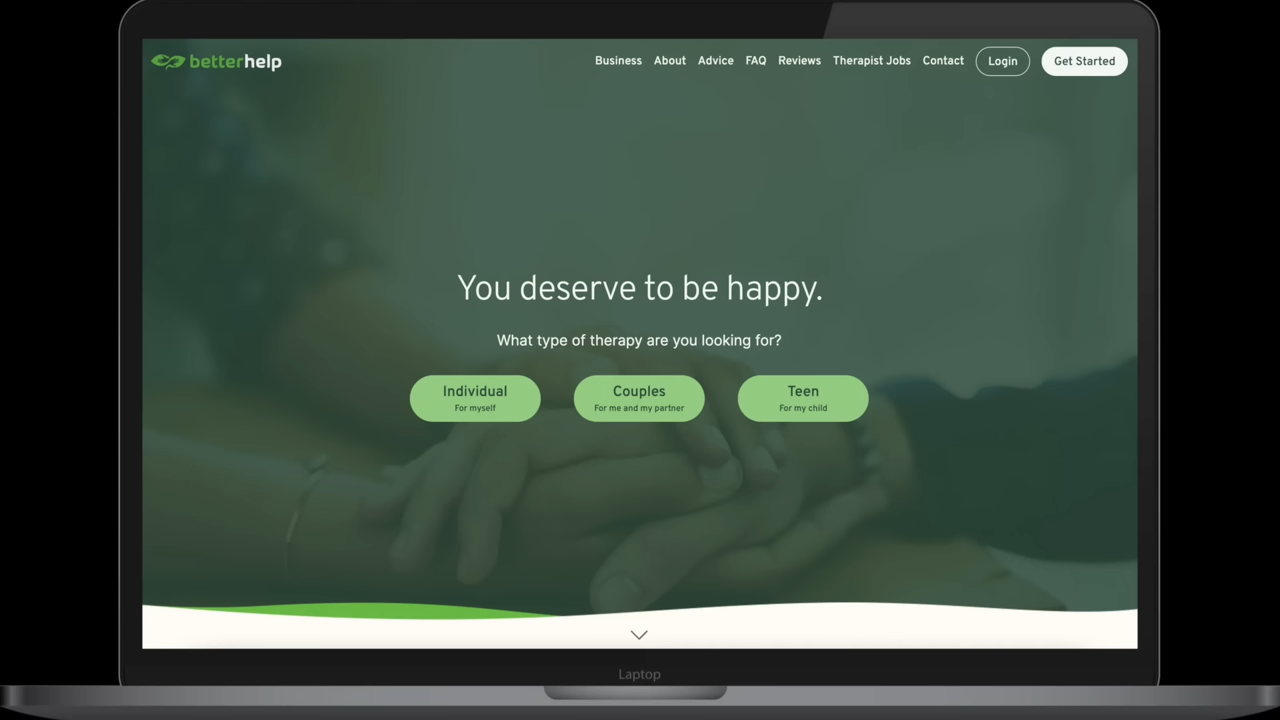 betterhelp
Business About Advice FAQ Reviews Therapist Jobs Contact Login Get Started
You deserve to be happy.
What type of therapy are you looking for?
Individual Couples Teen
For myself For me and my partner For my child
Laptop